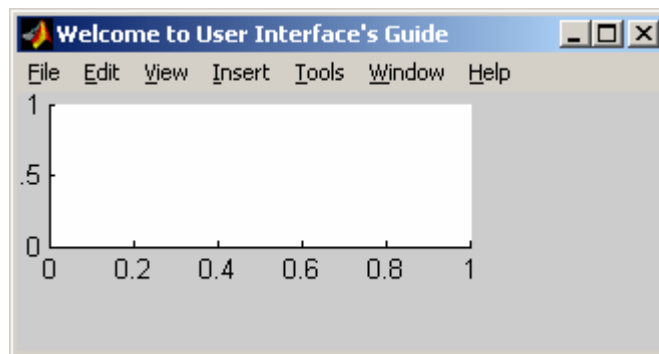 Welcome to User Interface's Guide
File Edit View Insert Tools Window Help
1
.5
0
0 0.2 0.4 0.6 0.8 1